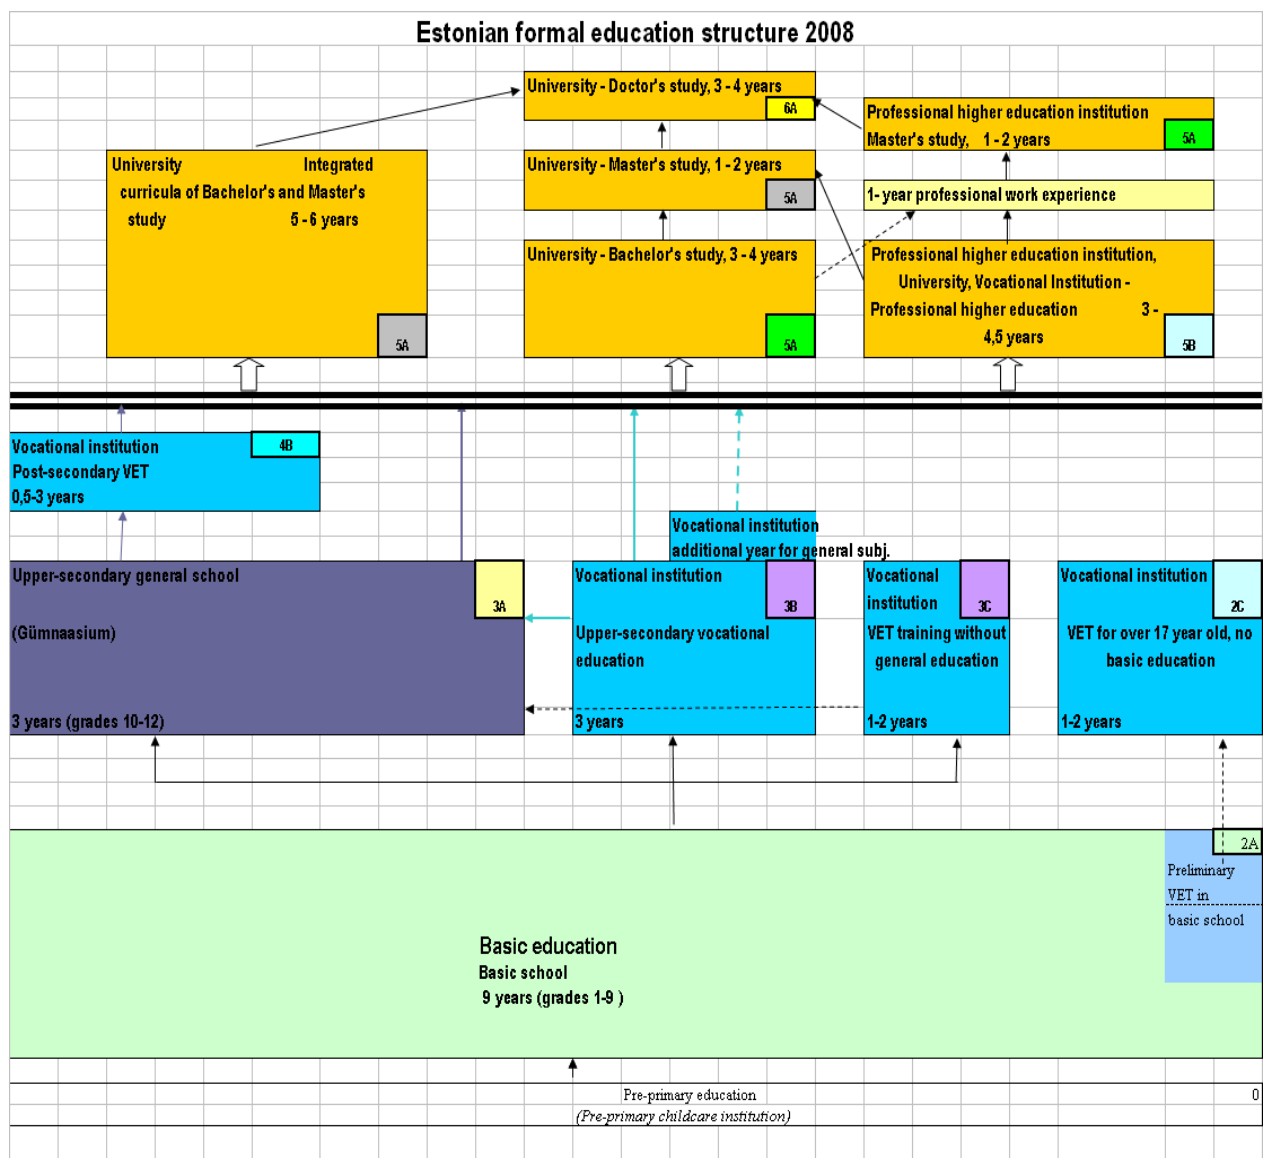 Estonian formal education structure 2008
University - Doctor's study, 3 - 4 years
6A
Professional higher education institution
Master's study, 1 - 2 years
5A
University Integrated
curricula of Bachelor's and Master's
study 5 - 6 years
5A
University - Master's study, 1 - 2 years
5A
1- year professional work experience
University - Bachelor's study, 3 - 4 years
5A
Professional higher education institution,
University, Vocational Institution -
Professional higher education 3 -
4,5 years
5B
Vocational institution
4B
Post-secondary VET
0,5-3 years
Vocational institution
additional year for general subj.
Upper-secondary general school
3A
(Gümnaasium)
3 years (grades 10-12)
Vocational institution
3B
Upper-secondary vocational
education
3 years
Vocational
institution
3C
VET training without
general education
1-2 years
Vocational institution
2C
VET for over 17 year old, no
basic education
1-2 years
2A
Preliminary
VET in
basic school
Basic education
Basic school
9 years (grades 1-9 )
Pre-primary education
0
(Pre-primary childcare institution)